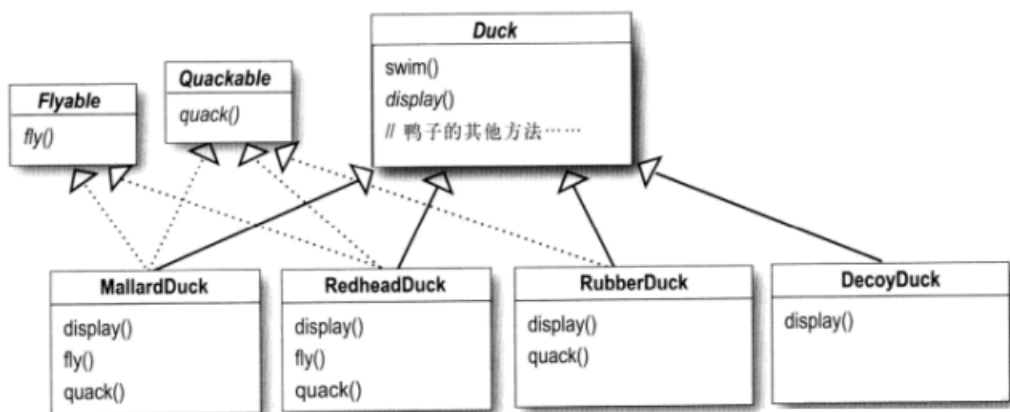 Duck
swim()
display()
// 鸭子的其他方法……
Quackable
quack()
Flyable
fly()
MallardDuck
display()
fly()
quack()
RedheadDuck
display()
fly()
quack()
RubberDuck
display()
quack()
DecoyDuck
display()